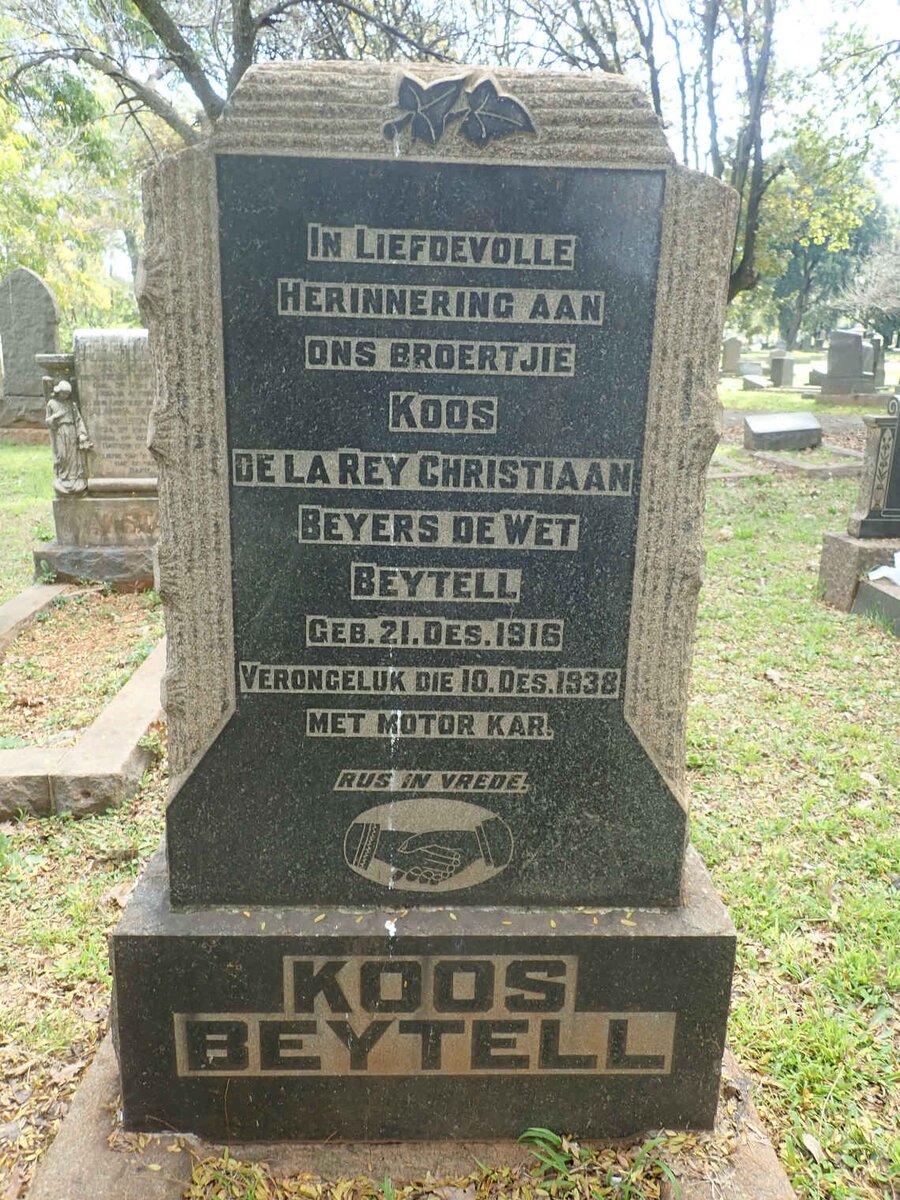 IN LIEFDEVOLLE
HERINNERING AAN
ONS BROERTJIE
KOOS
DE LA REY CHRISTIAAN
BEYERS DE WET
BEYTELL
GEB. 21. DES. 1916
VERONGELUK DIE 10. DES. 1938
MET MOTOR KAR.
RUS IN VREDE.
KOOS
BEYTELL